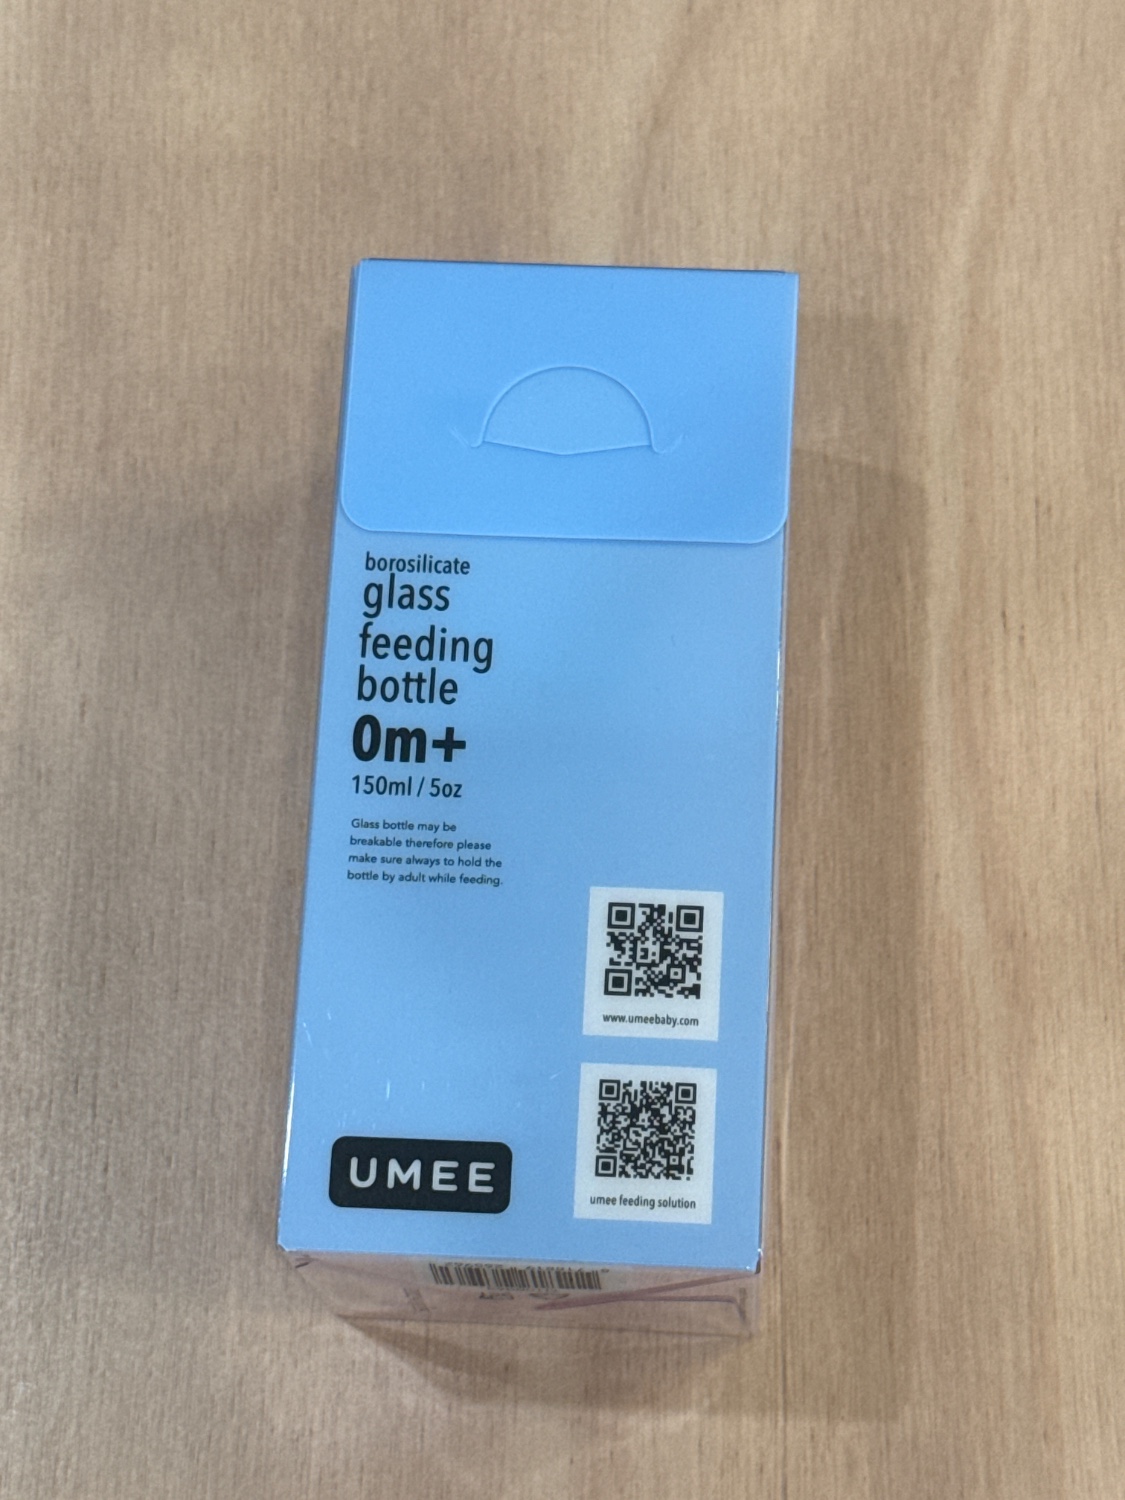 borosilicate
glass
feeding
bottle
0m+
150ml / 5oz
Glass bottle may be
breakable therefore please
make sure always to hold the
bottle by adult while feeding.
www.umeebaby.com
umee feeding solution
UMEE